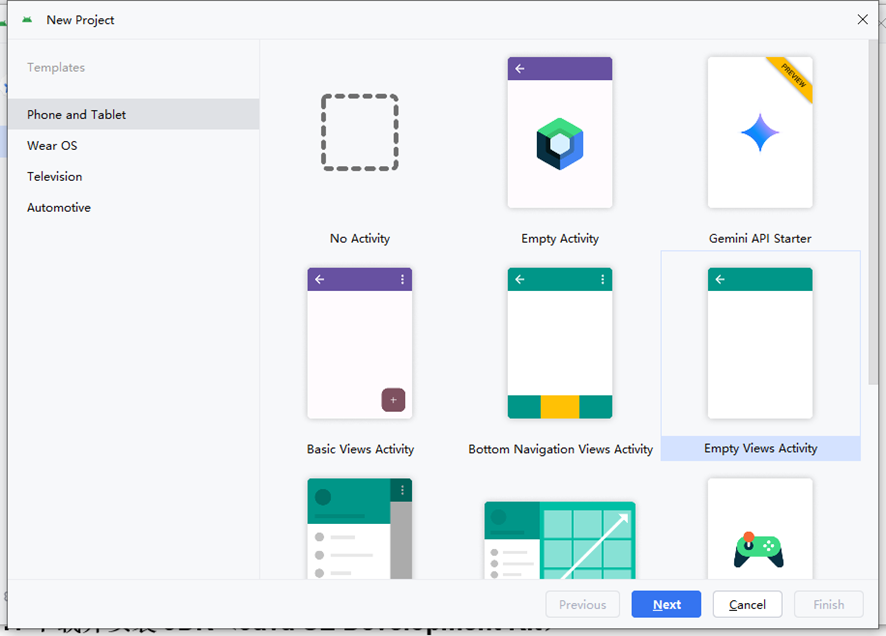 New Project
Templates
Phone and Tablet
Wear OS
Television
Automotive
PREVIEW
No Activity
Empty Activity
Gemini API Starter
Basic Views Activity
Bottom Navigation Views Activity
Empty Views Activity
Previous
Next
Cancel
Finish